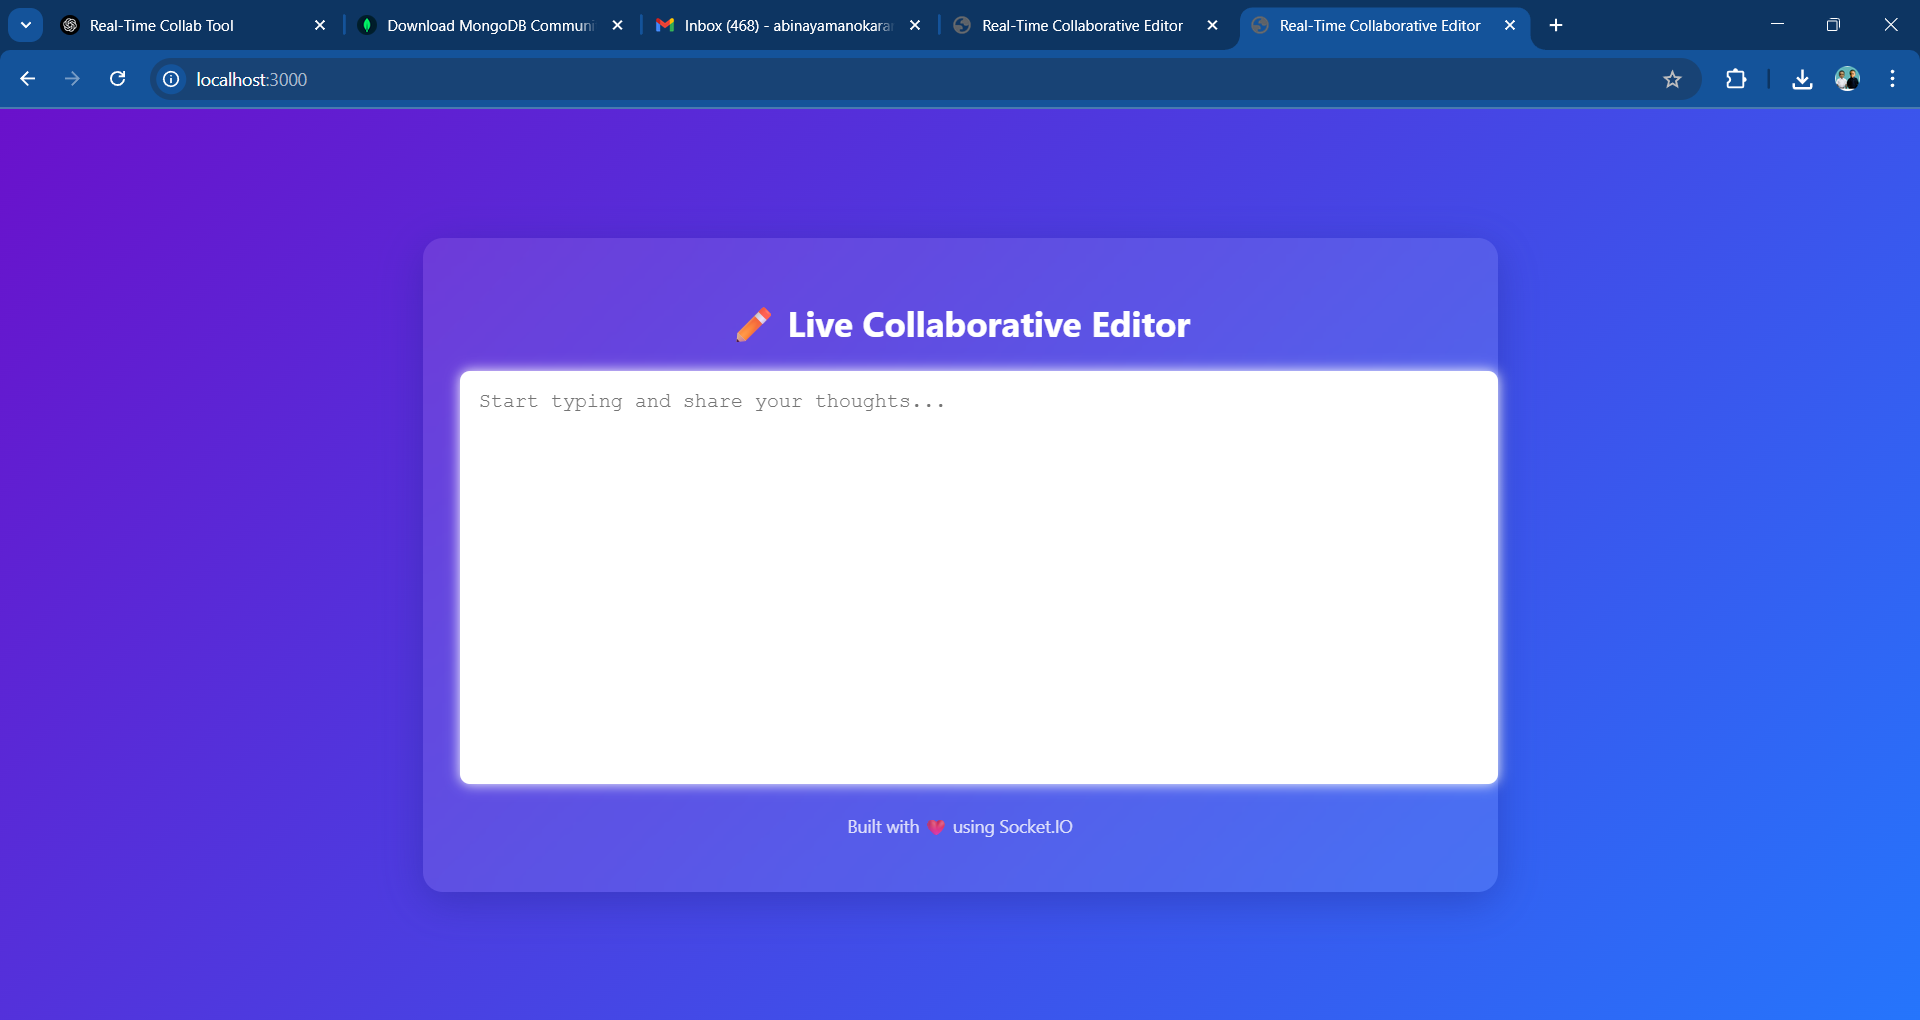 Real-Time Collab Tool
Download MongoDB Communi
Inbox (468) - abinayamanokara
Real-Time Collaborative Editor
Real-Time Collaborative Editor
localhost:3000
✏️ Live Collaborative Editor
Start typing and share your thoughts...
Built with 💗 using Socket.IO